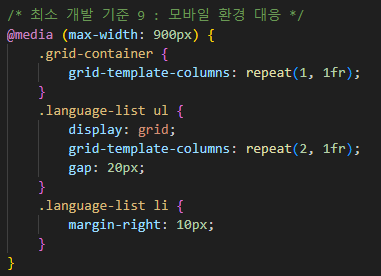 /* 최소 개발 기준 9 : 모바일 환경 대응 */
@media (max-width: 900px) {
    .grid-container {
        grid-template-columns: repeat(1, 1fr);
    }
    .language-list ul {
        display: grid;
        grid-template-columns: repeat(2, 1fr);
        gap: 20px;
    }
    .language-list li {
        margin-right: 10px;
    }
}